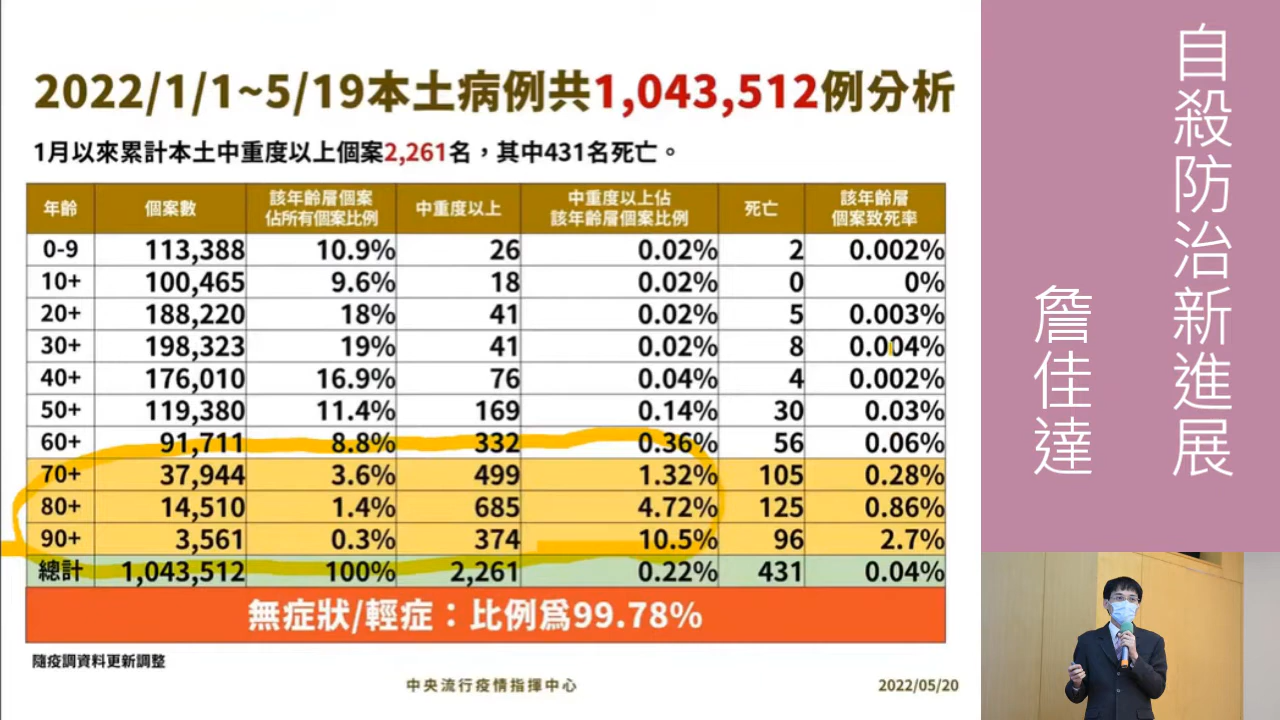 2022/1/1~5/19本土病例共1,043,512例分析
1月以來累計本土中重度以上個案2,261名，其中431名死亡。
年齡 個案數 該年齡層個案佔所有個案比例 中重度以上 中重度以上佔該年齡層個案比例 死亡 該年齡層個案致死率
0-9 113,388 10.9% 26 0.02% 2 0.002%
10+ 100,465 9.6% 18 0.02% 0 0%
20+ 188,220 18% 41 0.02% 5 0.003%
30+ 198,323 19% 41 0.02% 8 0.004%
40+ 176,010 16.9% 76 0.04% 4 0.002%
50+ 119,380 11.4% 169 0.14% 30 0.03%
60+ 91,711 8.8% 332 0.36% 56 0.06%
70+ 37,944 3.6% 499 1.32% 105 0.28%
80+ 14,510 1.4% 685 4.72% 125 0.86%
90+ 3,561 0.3% 374 10.5% 96 2.7%
總計 1,043,512 100% 2,261 0.22% 431 0.04%
無症狀/輕症：比例爲99.78%
隨疫調資料更新調整
中央流行疫情指揮中心
2022/05/20
自殺防治新進展
詹佳達